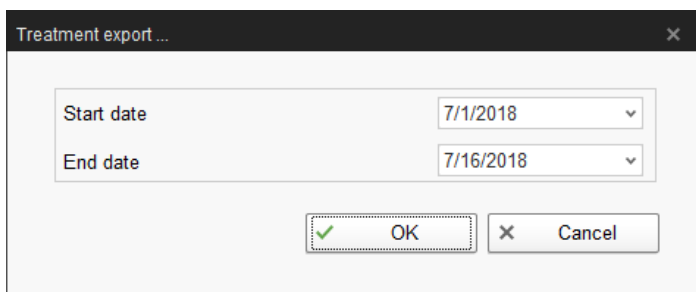 Treatment export ...
Start date 7/1/2018
End date 7/16/2018
OK Cancel